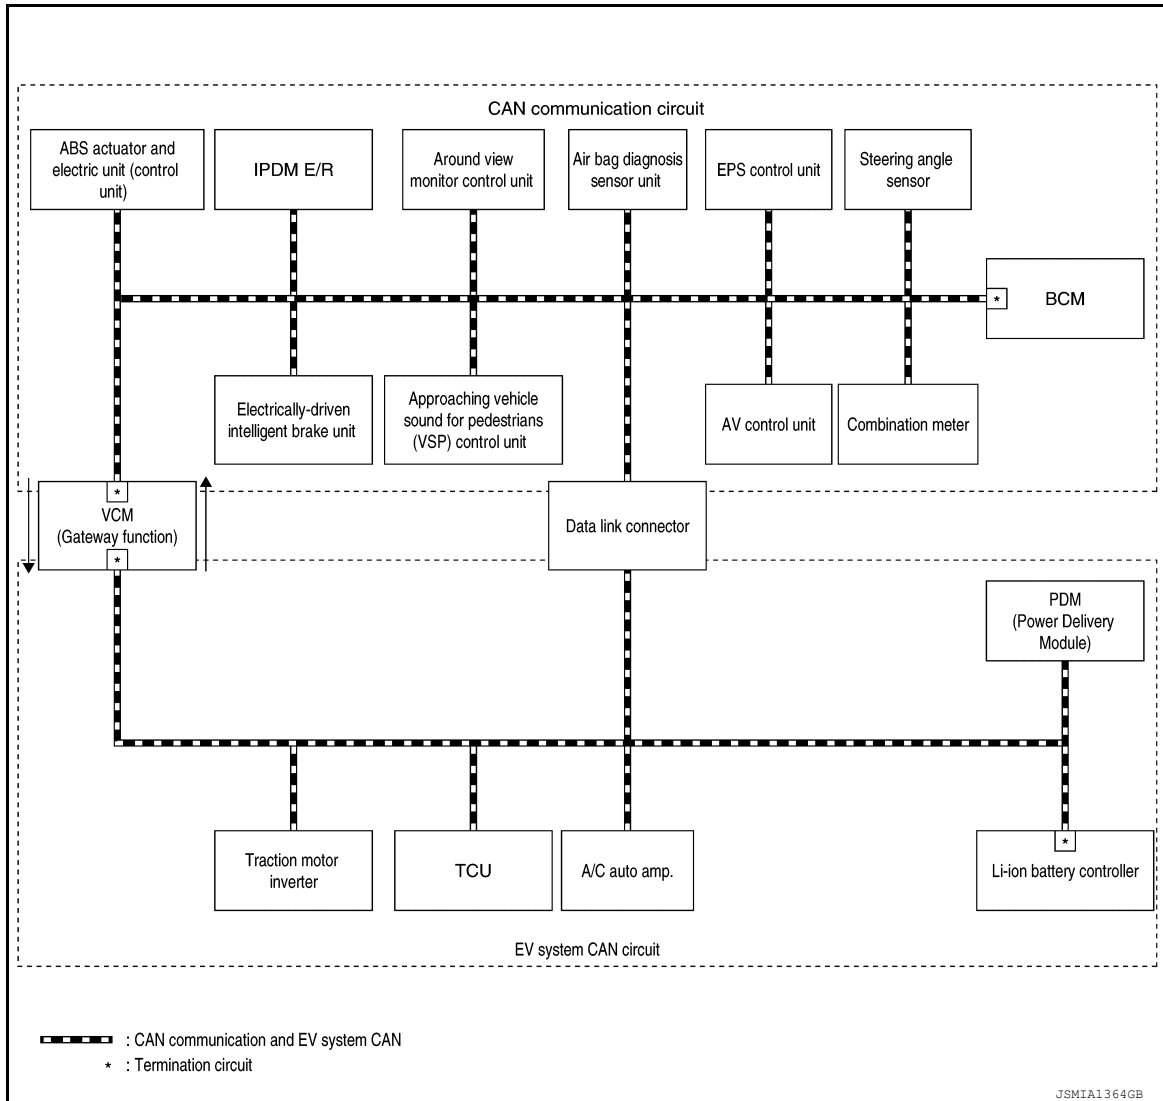 CAN communication circuit
ABS actuator and
electric unit (control
unit)
IPDM E/R
Around view
monitor control unit
Air bag diagnosis
sensor unit
EPS control unit
Steering angle
sensor
*
BCM
Electrically-driven
intelligent brake unit
Approaching vehicle
sound for pedestrians
(VSP) control unit
AV control unit
Combination meter
*
VCM
(Gateway function)
*
Data link connector
PDM
(Power Delivery
Module)
Traction motor
inverter
TCU
A/C auto amp.
*
Li-ion battery controller
EV system CAN circuit
: CAN communication and EV system CAN
* : Termination circuit
JSMIA1364GB